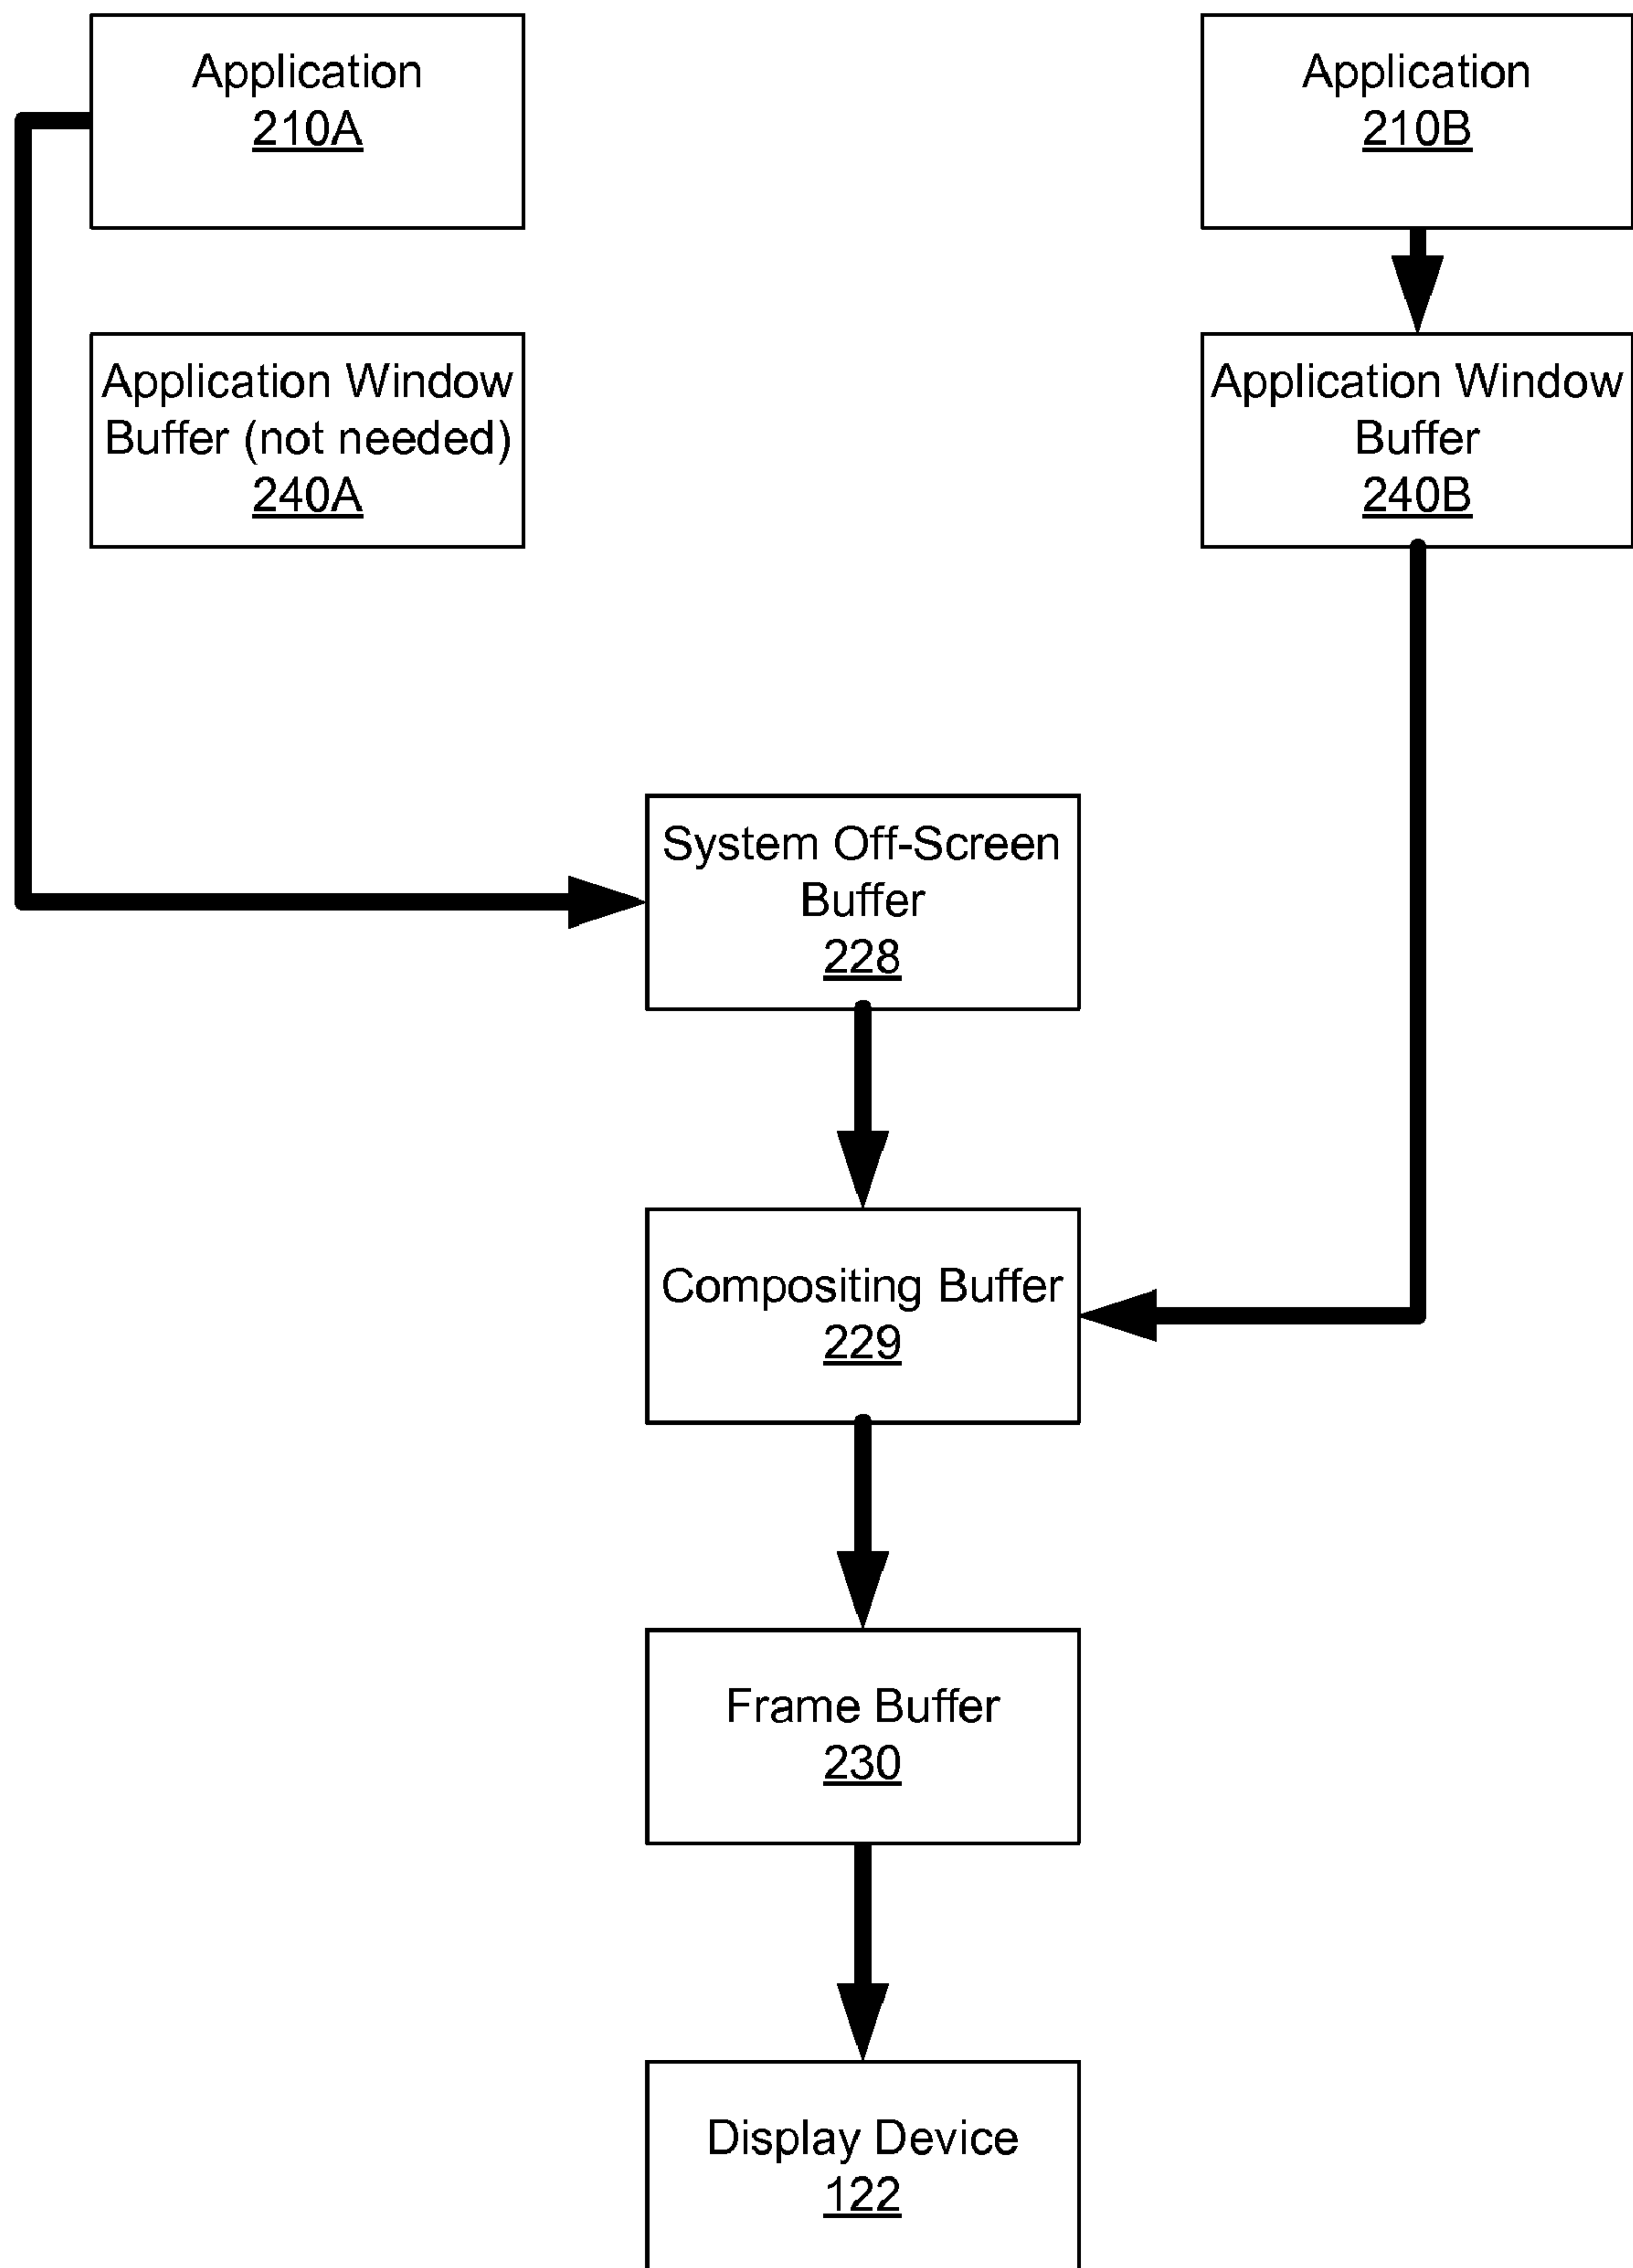 Application
210A
Application
210B
Application Window
Buffer (not needed)
240A
Application Window
Buffer
240B
System Off-Screen
Buffer
228
Compositing Buffer
229
Frame Buffer
230
Display Device
122